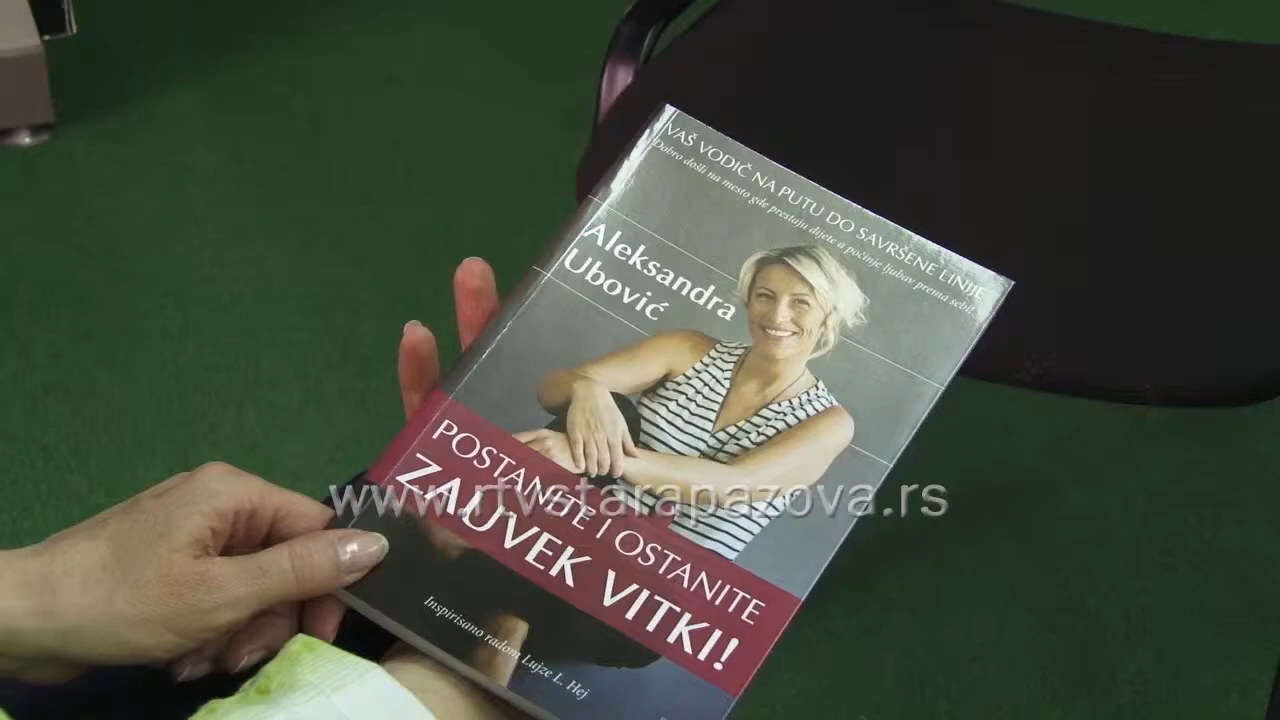 VAŠ VODIČ NA PUTU DO SAVRŠENE LINIJE
Dobro došli na mesto gde prestaju dijete a počinje ljubav prema sebi!
Aleksandra
Ubović
POSTANITE I OSTANITE
ZAUVEK VITKI!
www.rtvstarapazova.rs
Inspirisano radom Lujze L. Hej